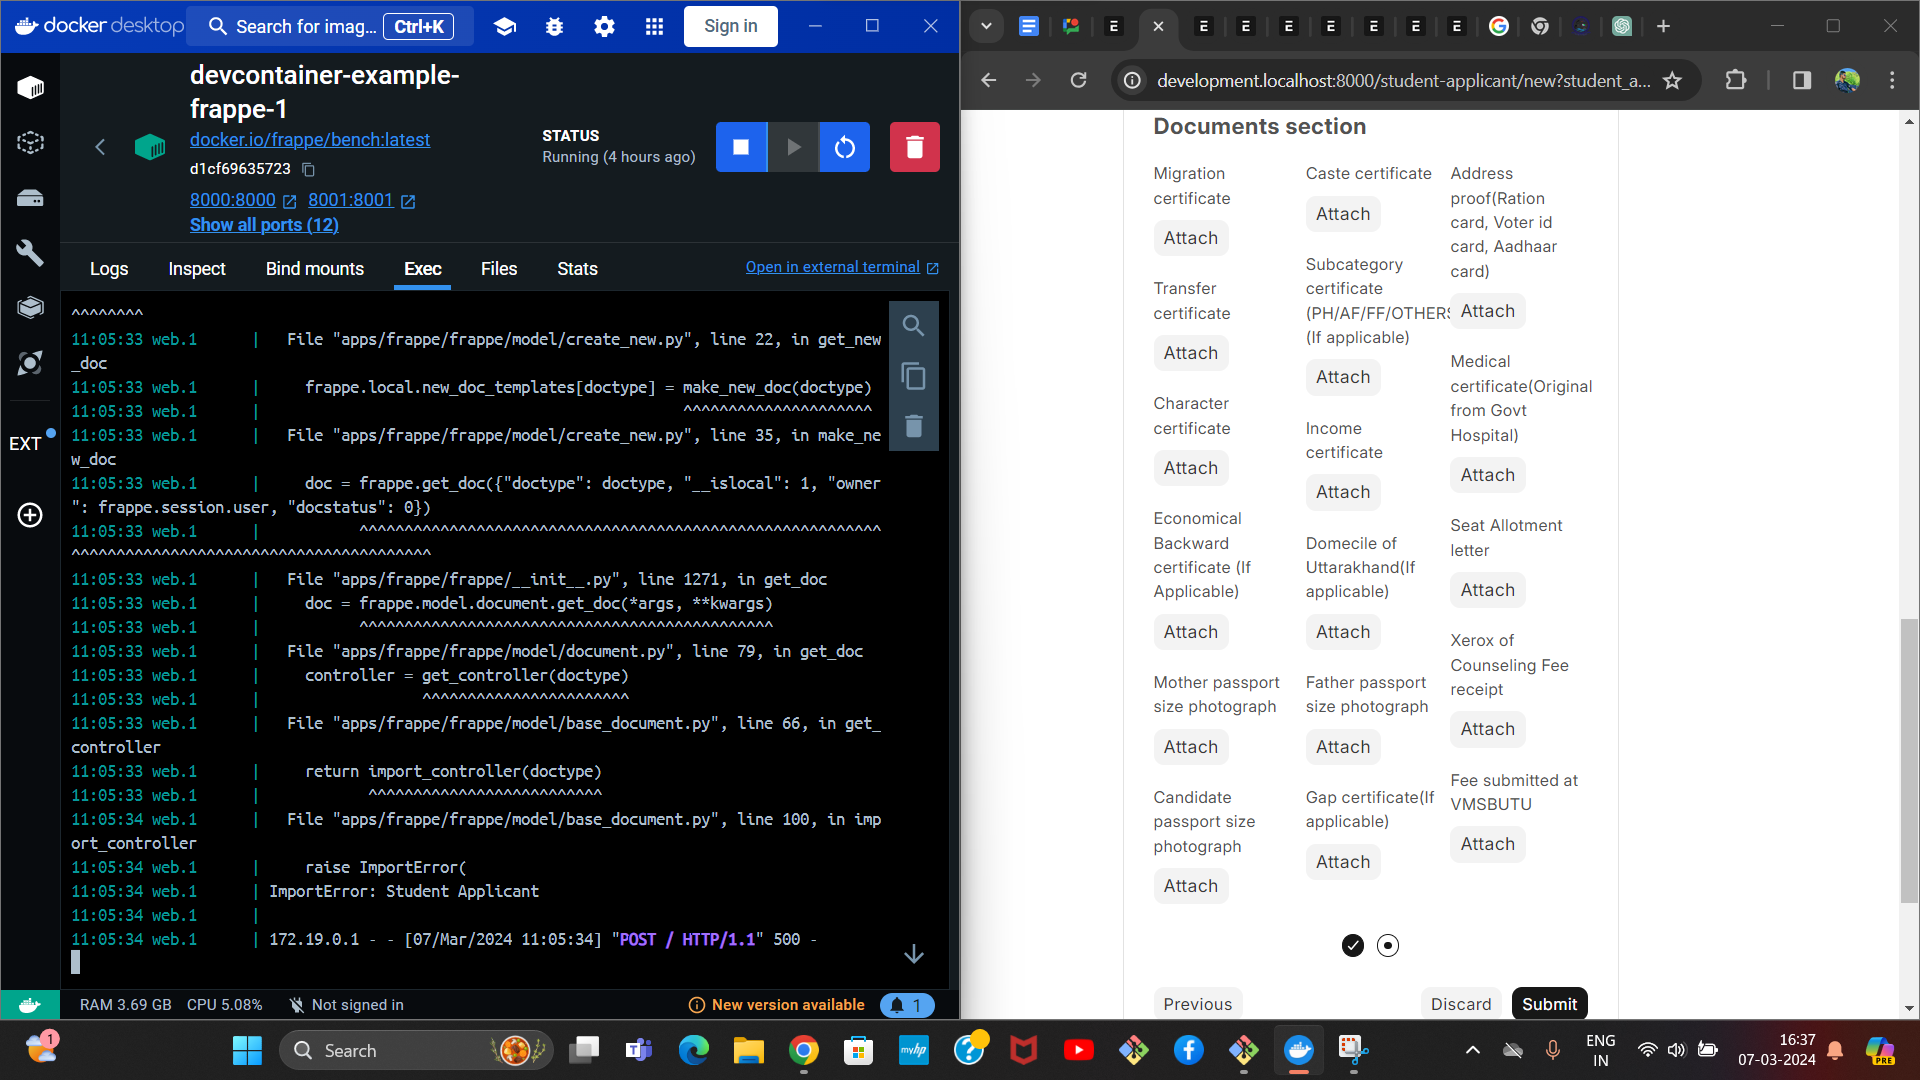 docker desktop
Search for imag... Ctrl+K
Sign in
devcontainer-example-
frappe-1
docker.io/frappe/bench:latest
d1cf69635723
8000:8000 8001:8001
Show all ports (12)
STATUS
Running (4 hours ago)
Logs Inspect Bind mounts Exec Files Stats
Open in external terminal
EXT
^^^^^^^^
11:05:33 web.1 | File "apps/frappe/frappe/model/create_new.py", line 22, in get_new
_doc
11:05:33 web.1 | frappe.local.new_doc_templates[doctype] = make_new_doc(doctype)
11:05:33 web.1 | ^^^^^^^^^^^^^^^^^^^^^
11:05:33 web.1 | File "apps/frappe/frappe/model/create_new.py", line 35, in make_ne
w_doc
11:05:33 web.1 | doc = frappe.get_doc({"doctype": doctype, "__islocal": 1, "owner
": frappe.session.user, "docstatus": 0})
11:05:33 web.1 | ^^^^^^^^^^^^^^^^^^^^^^^^^^^^^^^^^^^^^^^^^^^^^^^^^^^^^^^^^^
^^^^^^^^^^^^^^^^^^^^^^^^^^^^^^^^^^^^^^^^
11:05:33 web.1 | File "apps/frappe/frappe/__init__.py", line 1271, in get_doc
11:05:33 web.1 | doc = frappe.model.document.get_doc(*args, **kwargs)
11:05:33 web.1 | ^^^^^^^^^^^^^^^^^^^^^^^^^^^^^^^^^^^^^^^^^^^^^^
11:05:33 web.1 | File "apps/frappe/frappe/model/document.py", line 79, in get_doc
11:05:33 web.1 | controller = get_controller(doctype)
11:05:33 web.1 | ^^^^^^^^^^^^^^^^^^^^^^^
11:05:33 web.1 | File "apps/frappe/frappe/model/base_document.py", line 66, in get_
controller
11:05:33 web.1 | return import_controller(doctype)
11:05:33 web.1 | ^^^^^^^^^^^^^^^^^^^^^^^^^^
11:05:34 web.1 | File "apps/frappe/frappe/model/base_document.py", line 100, in imp
ort_controller
11:05:34 web.1 | raise ImportError(
11:05:34 web.1 | ImportError: Student Applicant
11:05:34 web.1 |
11:05:34 web.1 | 172.19.0.1 - - [07/Mar/2024 11:05:34] "POST / HTTP/1.1" 500 -
RAM 3.69 GB CPU 5.08% Not signed in
New version available 1
development.localhost:8000/student-applicant/new?student_a...
Documents section
Migration
certificate
Attach
Transfer
certificate
Attach
Character
certificate
Attach
Economical
Backward
certificate (If
Applicable)
Attach
Mother passport
size photograph
Attach
Candidate
passport size
photograph
Attach
Caste certificate
Attach
Subcategory
certificate
(PH/AF/FF/OTHERS
(If applicable)
Attach
Income
certificate
Attach
Domecile of
Uttarakhand(If
applicable)
Attach
Father passport
size photograph
Attach
Gap certificate(If
applicable)
Attach
Address
proof(Ration
card, Voter id
card, Aadhaar
card)
Attach
Medical
certificate(Original
from Govt
Hospital)
Attach
Seat Allotment
letter
Attach
Xerox of
Counseling Fee
receipt
Attach
Fee submitted at
VMSBUTU
Attach
Previous
Discard
Submit
1
Search
myhp
ENG
IN
16:37
07-03-2024
PRE